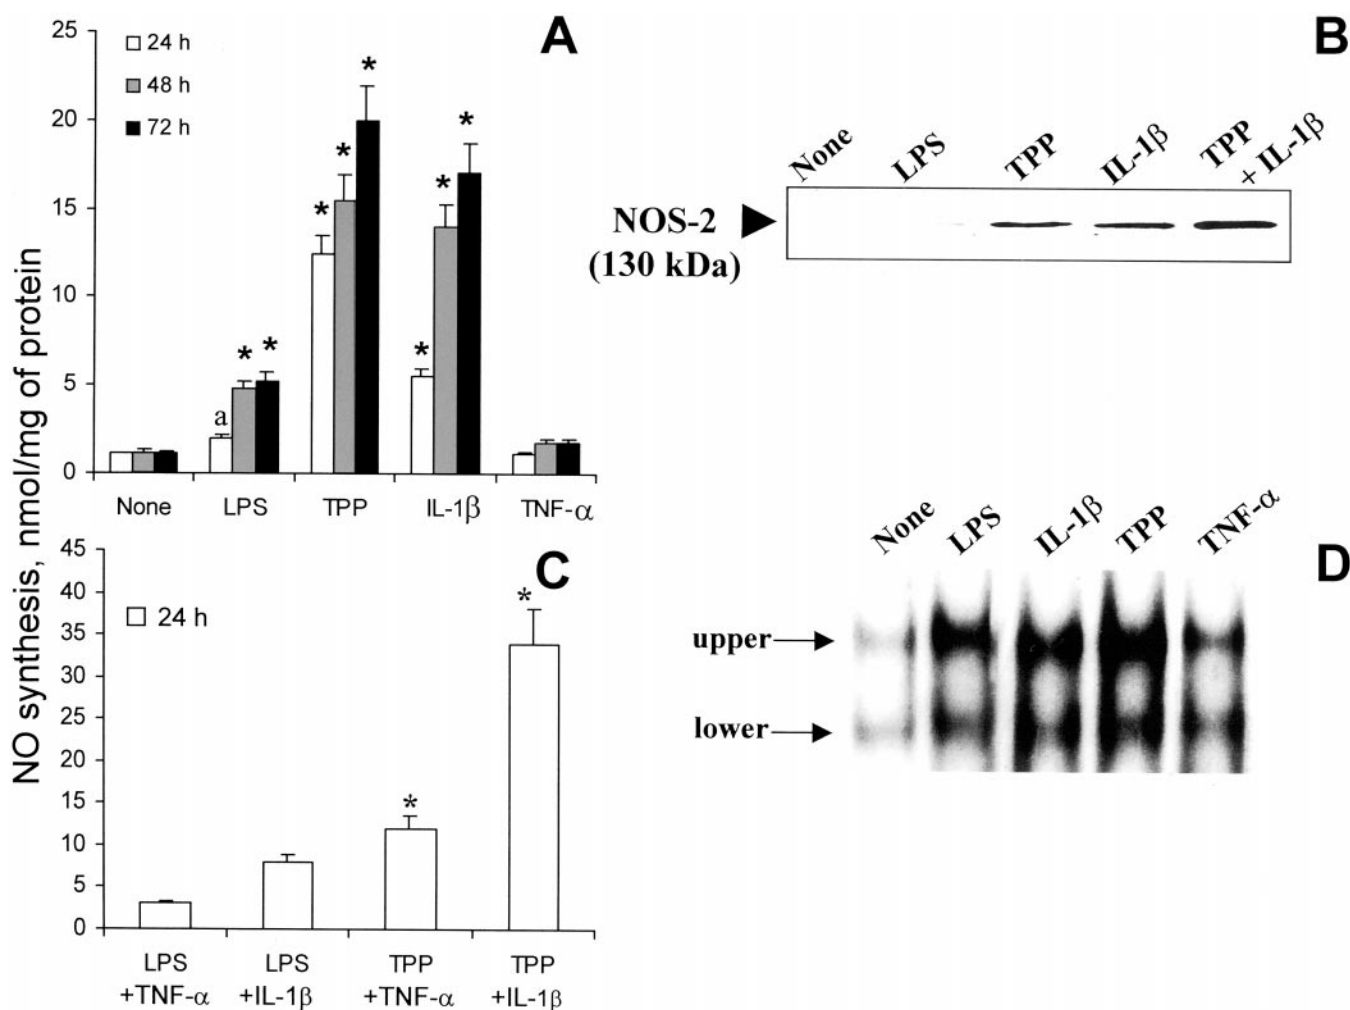 A
25
20
15
10
5
0
24 h
48 h
72 h
*
*
*
*
*
*
*
*
a
None
LPS
TPP
IL-1β
TNF-α
NO synthesis, nmol/mg of protein
B
None
LPS
TPP
IL-1β
TPP
+ IL-1β
NOS-2
(130 kDa)
C
45
40
35
30
25
20
15
10
5
0
24 h
*
*
LPS
+TNF-α
LPS
+IL-1β
TPP
+TNF-α
TPP
+IL-1β
D
None
LPS
IL-1β
TPP
TNF-α
upper
lower